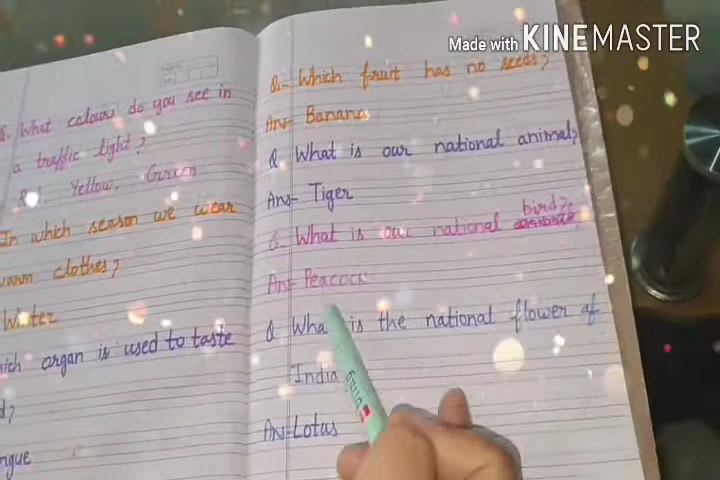 Made with KINEMASTER
8. What colours do you see in
a traffic light?
Red, Yellow, Green
In which season we wear
warm clothes?
Winter
which organ is used to taste
Q- Which fruit has no seeds?
Ans- Banana
Q What is our national animal?
Ans- Tiger
Q. What is our national bird?
Ans- Peacock
Q What is the national flower of
India
Ans- Lotus